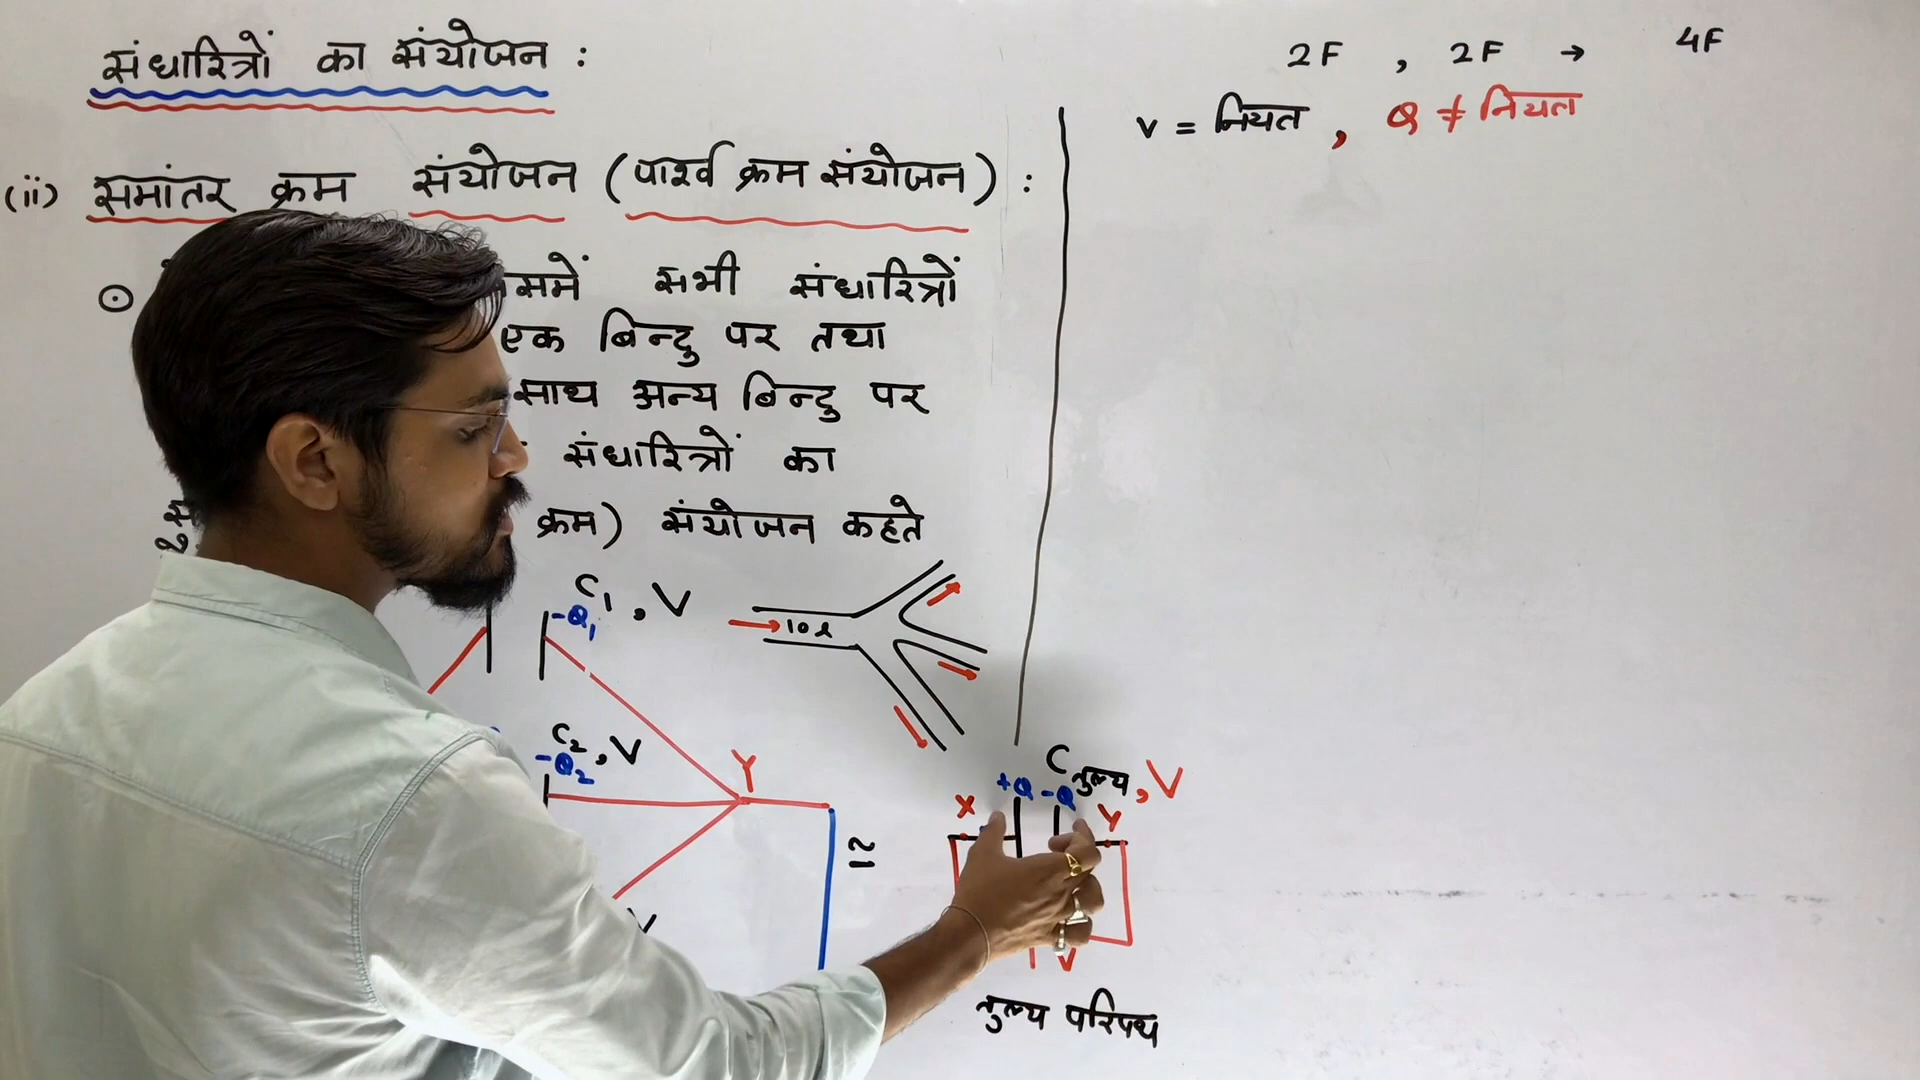 संधारित्रों का संयोजन :
(ii) समांतर क्रम संयोजन (पार्श्व क्रम संयोजन) :
सभी संधारित्रों
एक बिन्दु पर तथा
साथ अन्य बिन्दु पर
संधारित्रों का
क्रम) संयोजन कहते
C1, V
-Q1
10 l
C2, V
-Q2
Y
≅
C तुल्य, V
+Q -Q
X Y
V
V
तुल्य परिपथ
2F , 2F → 4F
V = नियत , Q ≠ नियत